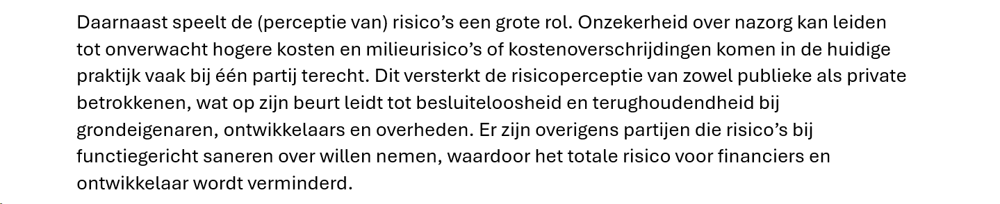 Daarnaast speelt de (perceptie van) risico’s een grote rol. Onzekerheid over nazorg kan leiden
tot onverwacht hogere kosten en milieurisico’s of kostenoverschrijdingen komen in de huidige
praktijk vaak bij één partij terecht. Dit versterkt de risicoperceptie van zowel publieke als private
betrokkenen, wat op zijn beurt leidt tot besluiteloosheid en terughoudendheid bij
grondeigenaren, ontwikkelaars en overheden. Er zijn overigens partijen die risico’s bij
functiegericht saneren over willen nemen, waardoor het totale risico voor financiers en
ontwikkelaar wordt verminderd.